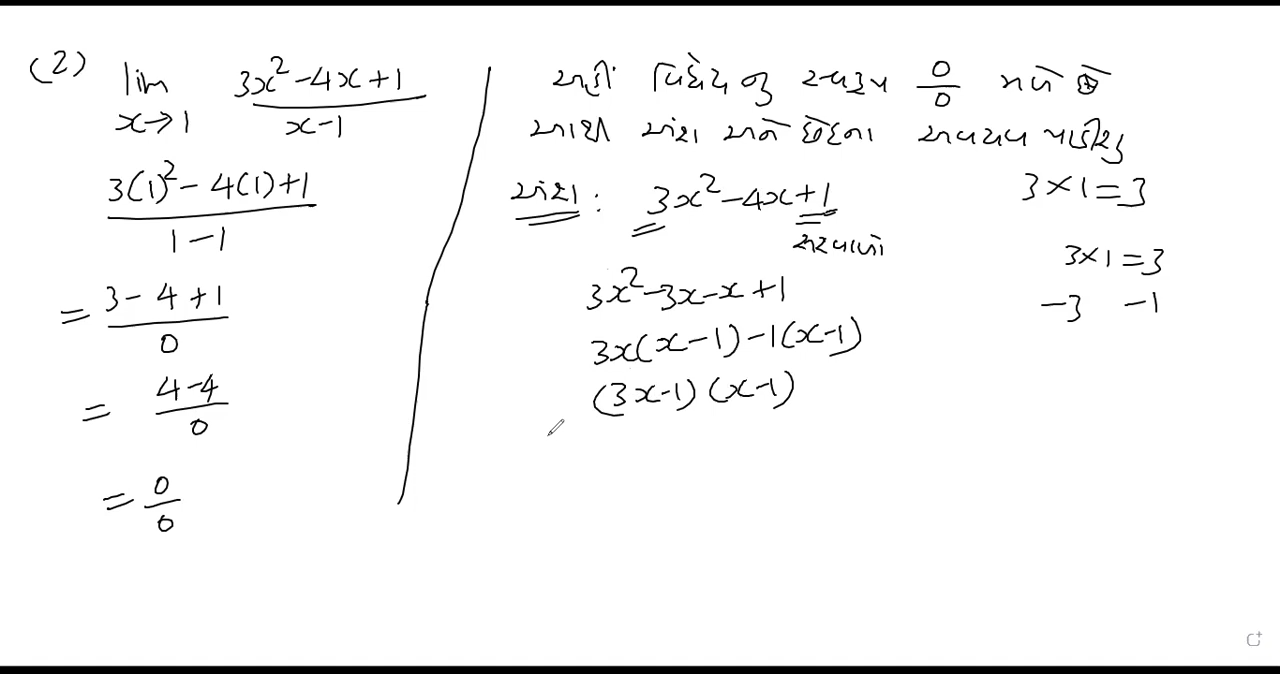 (2) lim x→1 3x²-4x+1 / x-1
3(1)²-4(1)+1 / 1-1
= 3-4+1 / 0
= 4-4 / 0
= 0/0
અહીં વિધેય નું સ્વરૂપ 0/0 મળે છે
આથી અંશ અને છેદના અવયવ પાડીશું
અંશ : 3x²-4x+1
3x²-3x-x+1
3x(x-1)-1(x-1)
(3x-1)(x-1)
3×1=3
3×1=3
-3 -1